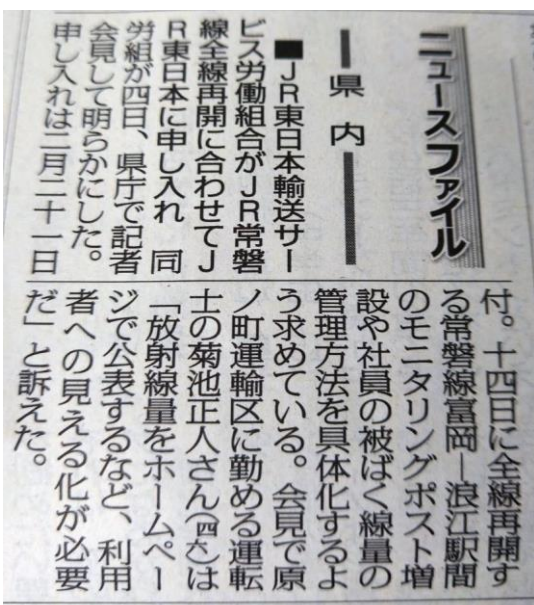 ニュースファイル
県内
■JR東日本輸送サー
ビス労働組合がJR常磐
線全線再開に合わせてJ
R東日本に申し入れ　同
労組が四日、県庁で記者
会見して明らかにした。
申し入れは二月二十一日
付。十四日に全線再開す
る常磐線富岡―浪江駅間
のモニタリングポスト増
設や社員の被ばく線量の
管理方法を具体化するよ
う求めている。会見で原
ノ町運輸区に勤める運転
士の菊池正人さん(四六)は
「放射線量をホームペー
ジで公表するなど、利用
者への見える化が必要
だ」と訴えた。